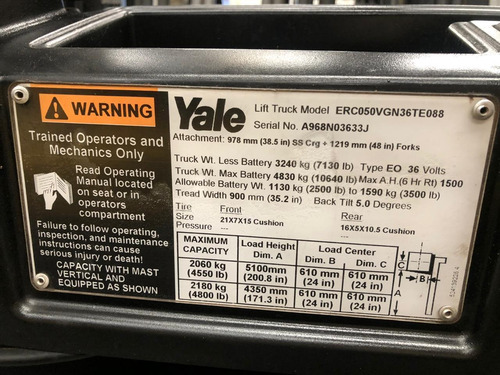 WARNING
Trained Operators and
Mechanics Only
Read Operating
Manual located
on seat or in
operators
compartment
Failure to follow operating,
inspection, and maintenance
instructions can cause
serious injury or death!
CAPACITY WITH MAST
VERTICAL AND
EQUIPPED AS SHOWN
Yale
Lift Truck Model ERC050VGN36TE088
Serial No. A968N03633J
Attachment: 978 mm (38.5 in) SS Crg + 1219 mm (48 in) Forks
Truck Wt. Less Battery 3240 kg (7130 lb) Type EO 36 Volts
Truck Wt. Max Battery 4830 kg (10640 lb) Max A.H.(6 Hr Rt) 1500
Allowable Battery Wt. 1130 kg (2500 lb) to 1590 kg (3500 lb)
Tread Width 900 mm (35.2 in) Back Tilt 5.0 Degrees
Tire Front Rear
Size 21X7X15 Cushion 16X5X10.5 Cushion
Pressure --- ---
MAXIMUM CAPACITY Load Height Dim. A Load Center Dim. B Dim. C
2060 kg (4550 lb) 5100mm (200.8 in) 610 mm (24 in) 610 mm (24 in)
2180 kg (4800 lb) 4350 mm (171.3 in) 610 mm (24 in) 610 mm (24 in)
C
B
A